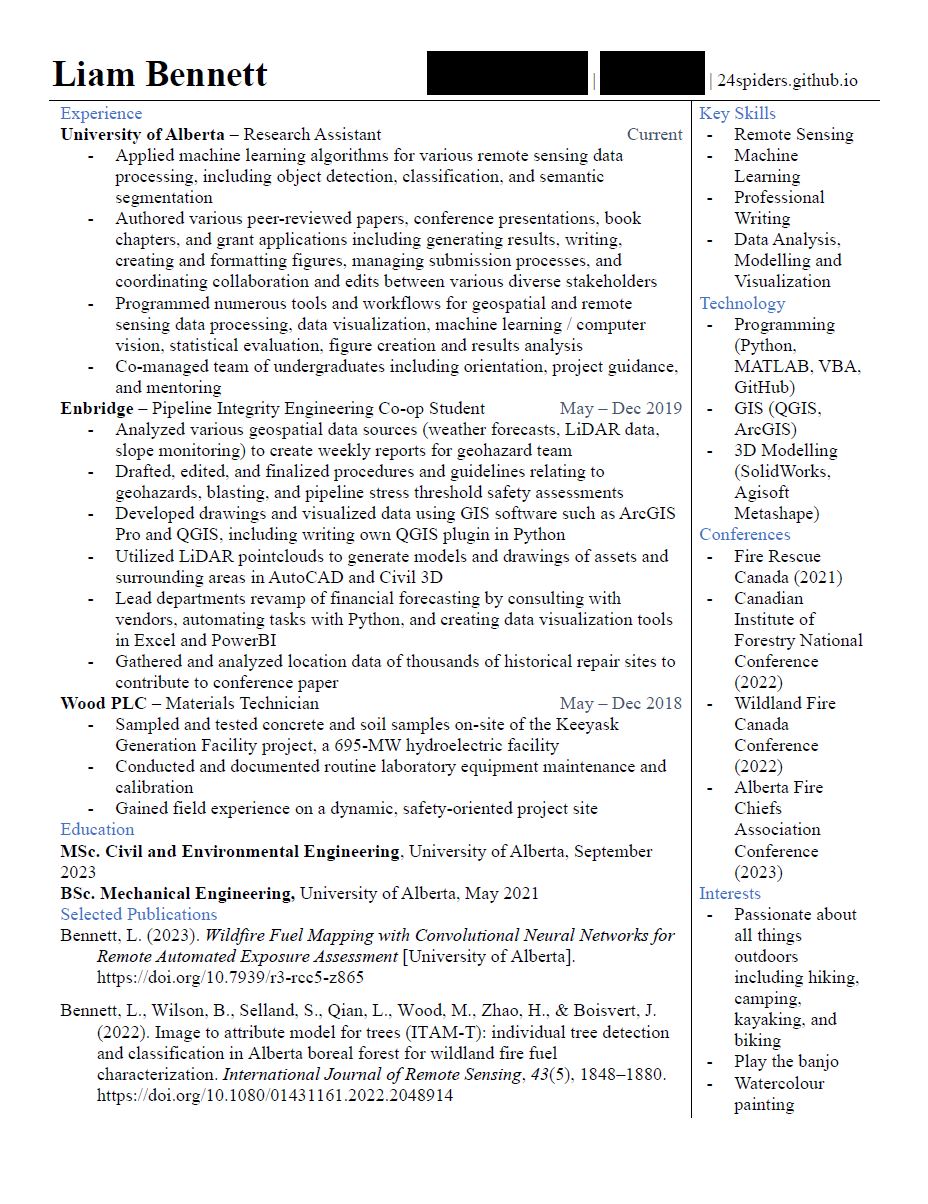 Liam Bennett
| | 24spiders.github.io
Experience
University of Alberta – Research Assistant Current
- Applied machine learning algorithms for various remote sensing data
processing, including object detection, classification, and semantic
segmentation
- Authored various peer-reviewed papers, conference presentations, book
chapters, and grant applications including generating results, writing,
creating and formatting figures, managing submission processes, and
coordinating collaboration and edits between various diverse stakeholders
- Programmed numerous tools and workflows for geospatial and remote
sensing data processing, data visualization, machine learning / computer
vision, statistical evaluation, figure creation and results analysis
- Co-managed team of undergraduates including orientation, project guidance,
and mentoring
Enbridge – Pipeline Integrity Engineering Co-op Student May – Dec 2019
- Analyzed various geospatial data sources (weather forecasts, LiDAR data,
slope monitoring) to create weekly reports for geohazard team
- Drafted, edited, and finalized procedures and guidelines relating to
geohazards, blasting, and pipeline stress threshold safety assessments
- Developed drawings and visualized data using GIS software such as ArcGIS
Pro and QGIS, including writing own QGIS plugin in Python
- Utilized LiDAR pointclouds to generate models and drawings of assets and
surrounding areas in AutoCAD and Civil 3D
- Lead departments revamp of financial forecasting by consulting with
vendors, automating tasks with Python, and creating data visualization tools
in Excel and PowerBI
- Gathered and analyzed location data of thousands of historical repair sites to
contribute to conference paper
Wood PLC – Materials Technician May – Dec 2018
- Sampled and tested concrete and soil samples on-site of the Keeyask
Generation Facility project, a 695-MW hydroelectric facility
- Conducted and documented routine laboratory equipment maintenance and
calibration
- Gained field experience on a dynamic, safety-oriented project site
Education
MSc. Civil and Environmental Engineering, University of Alberta, September
2023
BSc. Mechanical Engineering, University of Alberta, May 2021
Selected Publications
Bennett, L. (2023). Wildfire Fuel Mapping with Convolutional Neural Networks for
Remote Automated Exposure Assessment [University of Alberta].
https://doi.org/10.7939/r3-rcc5-z865
Bennett, L., Wilson, B., Selland, S., Qian, L., Wood, M., Zhao, H., & Boisvert, J.
(2022). Image to attribute model for trees (ITAM-T): individual tree detection
and classification in Alberta boreal forest for wildland fire fuel
characterization. International Journal of Remote Sensing, 43(5), 1848–1880.
https://doi.org/10.1080/01431161.2022.2048914
Key Skills
- Remote Sensing
- Machine
Learning
- Professional
Writing
- Data Analysis,
Modelling and
Visualization
Technology
- Programming
(Python,
MATLAB, VBA,
GitHub)
- GIS (QGIS,
ArcGIS)
- 3D Modelling
(SolidWorks,
Agisoft
Metashape)
Conferences
- Fire Rescue
Canada (2021)
- Canadian
Institute of
Forestry National
Conference
(2022)
- Wildland Fire
Canada
Conference
(2022)
- Alberta Fire
Chiefs
Association
Conference
(2023)
Interests
- Passionate about
all things
outdoors
including hiking,
camping,
kayaking, and
biking
- Play the banjo
- Watercolour
painting